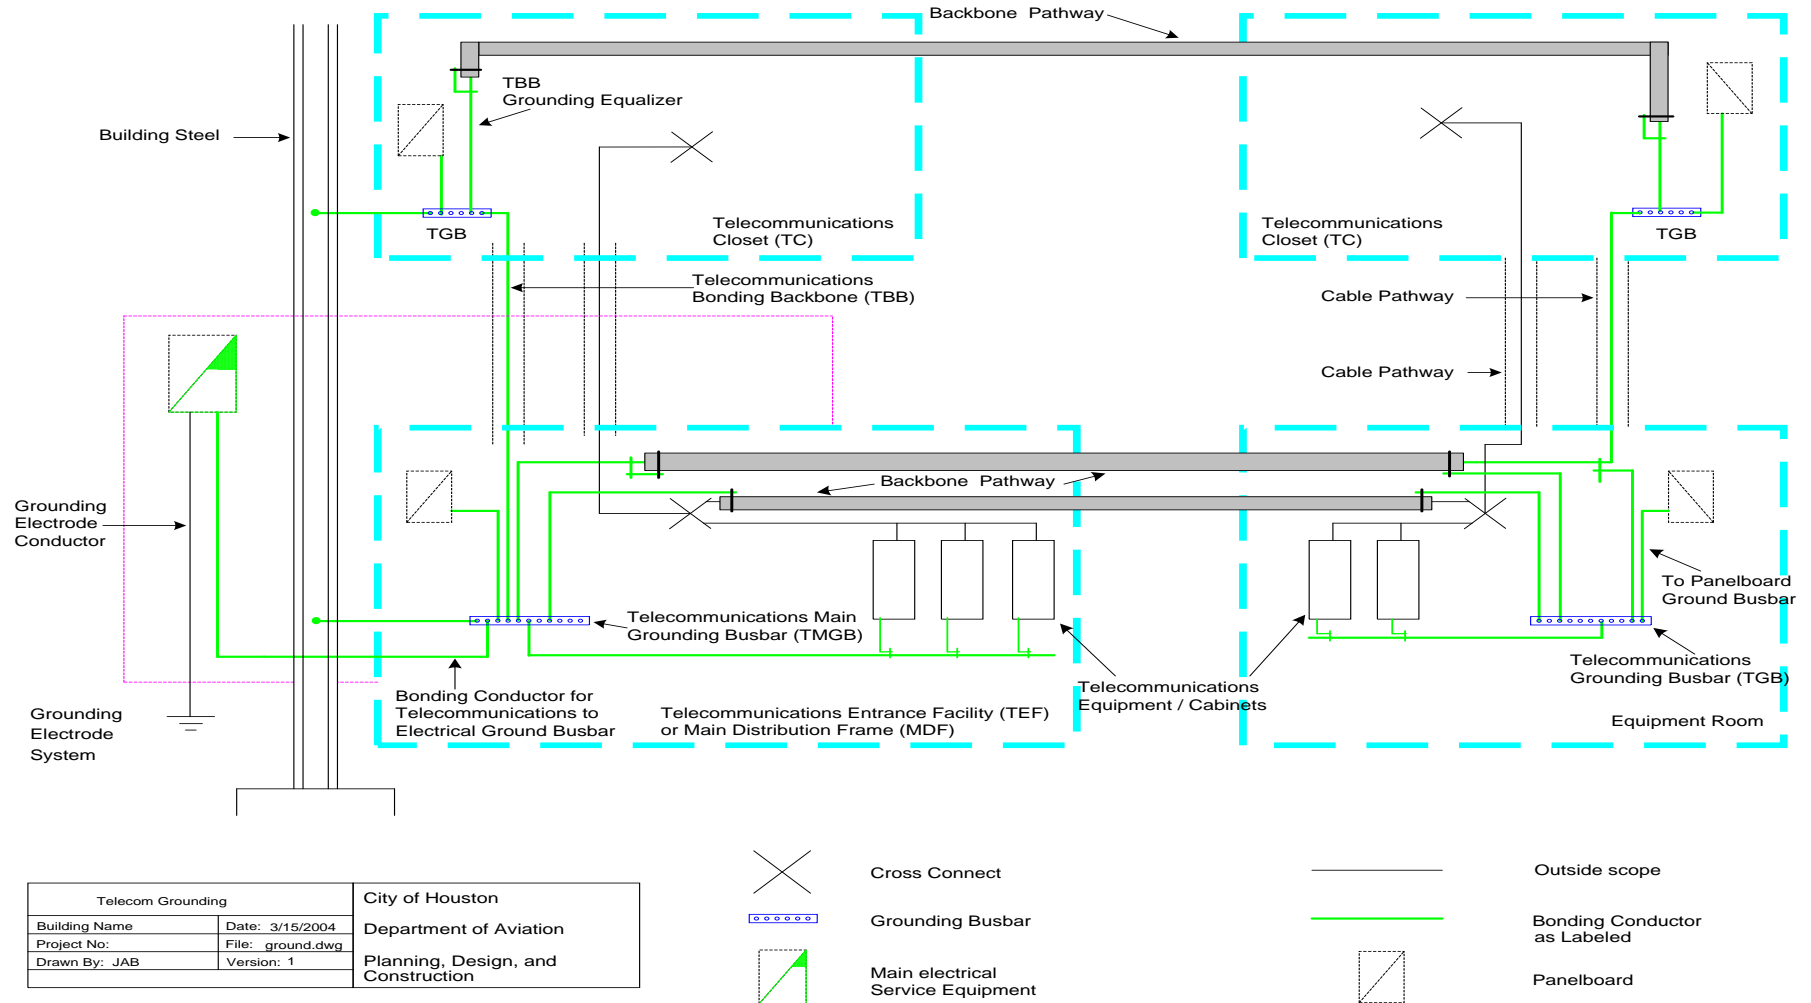 Backbone  Pathway
TBB
Grounding Equalizer
Building Steel
TGB
Telecommunications
Closet (TC)
Telecommunications
Closet (TC)
TGB
Telecommunications
Bonding Backbone (TBB)
Cable Pathway
Cable Pathway
Grounding
Electrode
Conductor
Backbone  Pathway
To Panelboard
Ground Busbar
Telecommunications Main
Grounding Busbar (TMGB)
Telecommunications
Grounding Busbar (TGB)
Telecommunications
Equipment / Cabinets
Bonding Conductor for
Telecommunications to
Electrical Ground Busbar
Telecommunications Entrance Facility (TEF)
or Main Distribution Frame (MDF)
Equipment Room
Grounding
Electrode
System
Telecom Grounding
Building Name
Date: 3/15/2004
Project No:
File: ground.dwg
Drawn By: JAB
Version: 1
City of Houston
Department of Aviation
Planning, Design, and
Construction
Cross Connect
Grounding Busbar
Main electrical
Service Equipment
Outside scope
Bonding Conductor
as Labeled
Panelboard